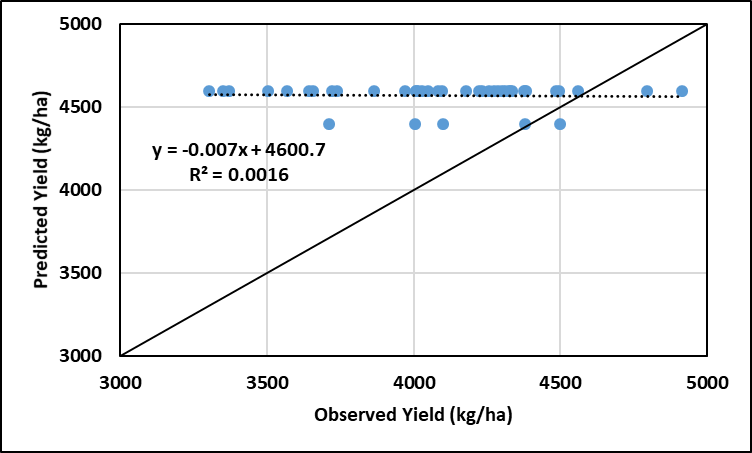 5000
4500
4000
3500
3000
Predicted Yield (kg/ha)
y = -0.007x + 4600.7
R² = 0.0016
3000 3500 4000 4500 5000
Observed Yield (kg/ha)